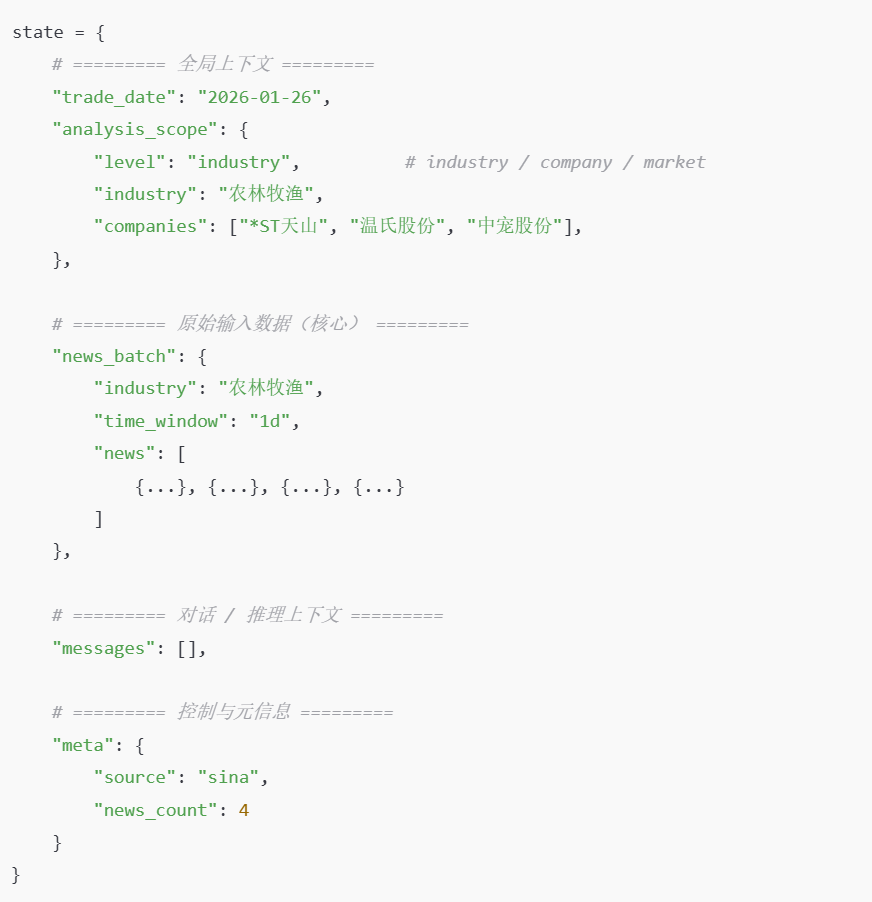 state = {
    # ========= 全局上下文 =========
    "trade_date": "2026-01-26",
    "analysis_scope": {
        "level": "industry",          # industry / company / market
        "industry": "农林牧渔",
        "companies": ["*ST天山", "温氏股份", "中宠股份"],
    },

    # ========= 原始输入数据（核心） =========
    "news_batch": {
        "industry": "农林牧渔",
        "time_window": "1d",
        "news": [
            {...}, {...}, {...}, {...}
        ]
    },

    # ========= 对话 / 推理上下文 =========
    "messages": [],

    # ========= 控制与元信息 =========
    "meta": {
        "source": "sina",
        "news_count": 4
    }
}